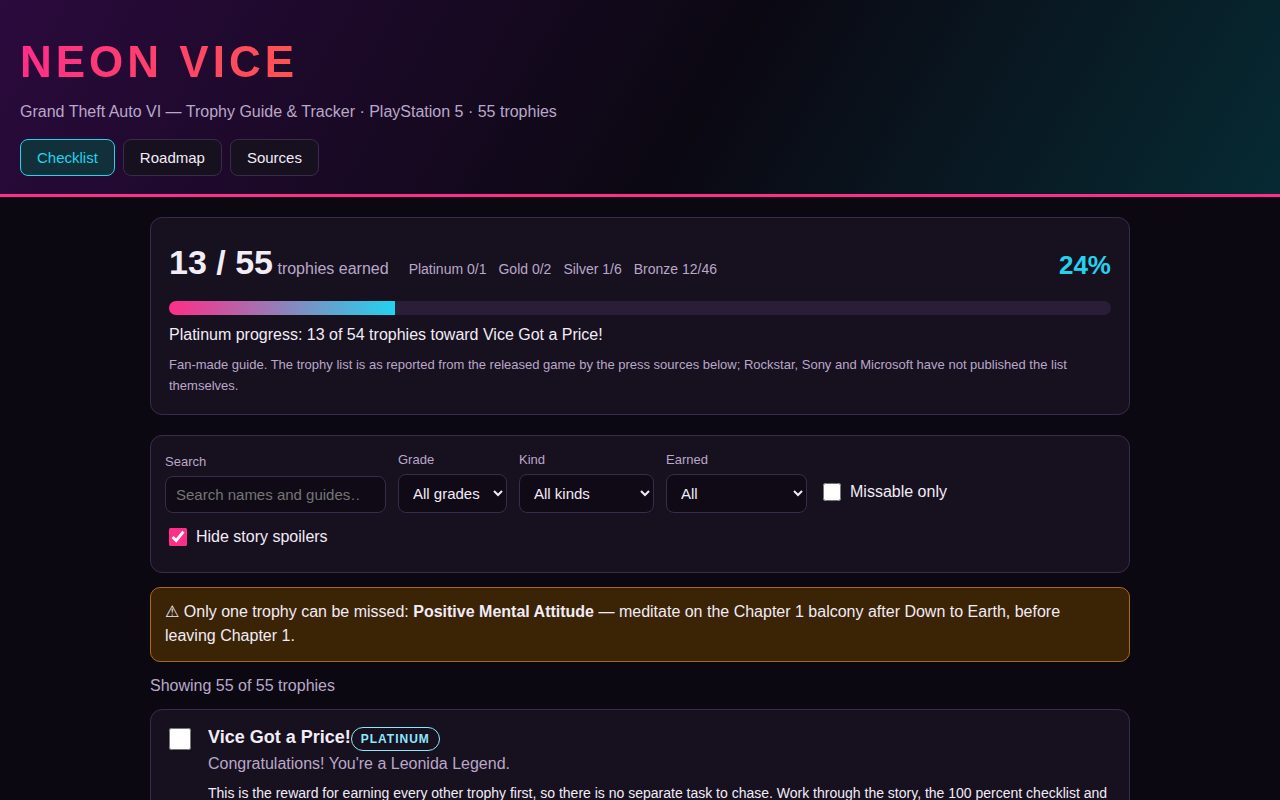 NEON VICE
Grand Theft Auto VI — Trophy Guide & Tracker · PlayStation 5 · 55 trophies
Checklist Roadmap Sources
13 / 55 trophies earned Platinum 0/1 Gold 0/2 Silver 1/6 Bronze 12/46 24%
Platinum progress: 13 of 54 trophies toward Vice Got a Price!
Fan-made guide. The trophy list is as reported from the released game by the press sources below; Rockstar, Sony and Microsoft have not published the list
themselves.
Search Grade Kind Earned
Search names and guides.. All grades All kinds All Missable only
Hide story spoilers
⚠ Only one trophy can be missed: Positive Mental Attitude — meditate on the Chapter 1 balcony after Down to Earth, before
leaving Chapter 1.
Showing 55 of 55 trophies
Vice Got a Price! PLATINUM
Congratulations! You're a Leonida Legend.
This is the reward for earning every other trophy first, so there is no separate task to chase. Work through the story, the 100 percent checklist and